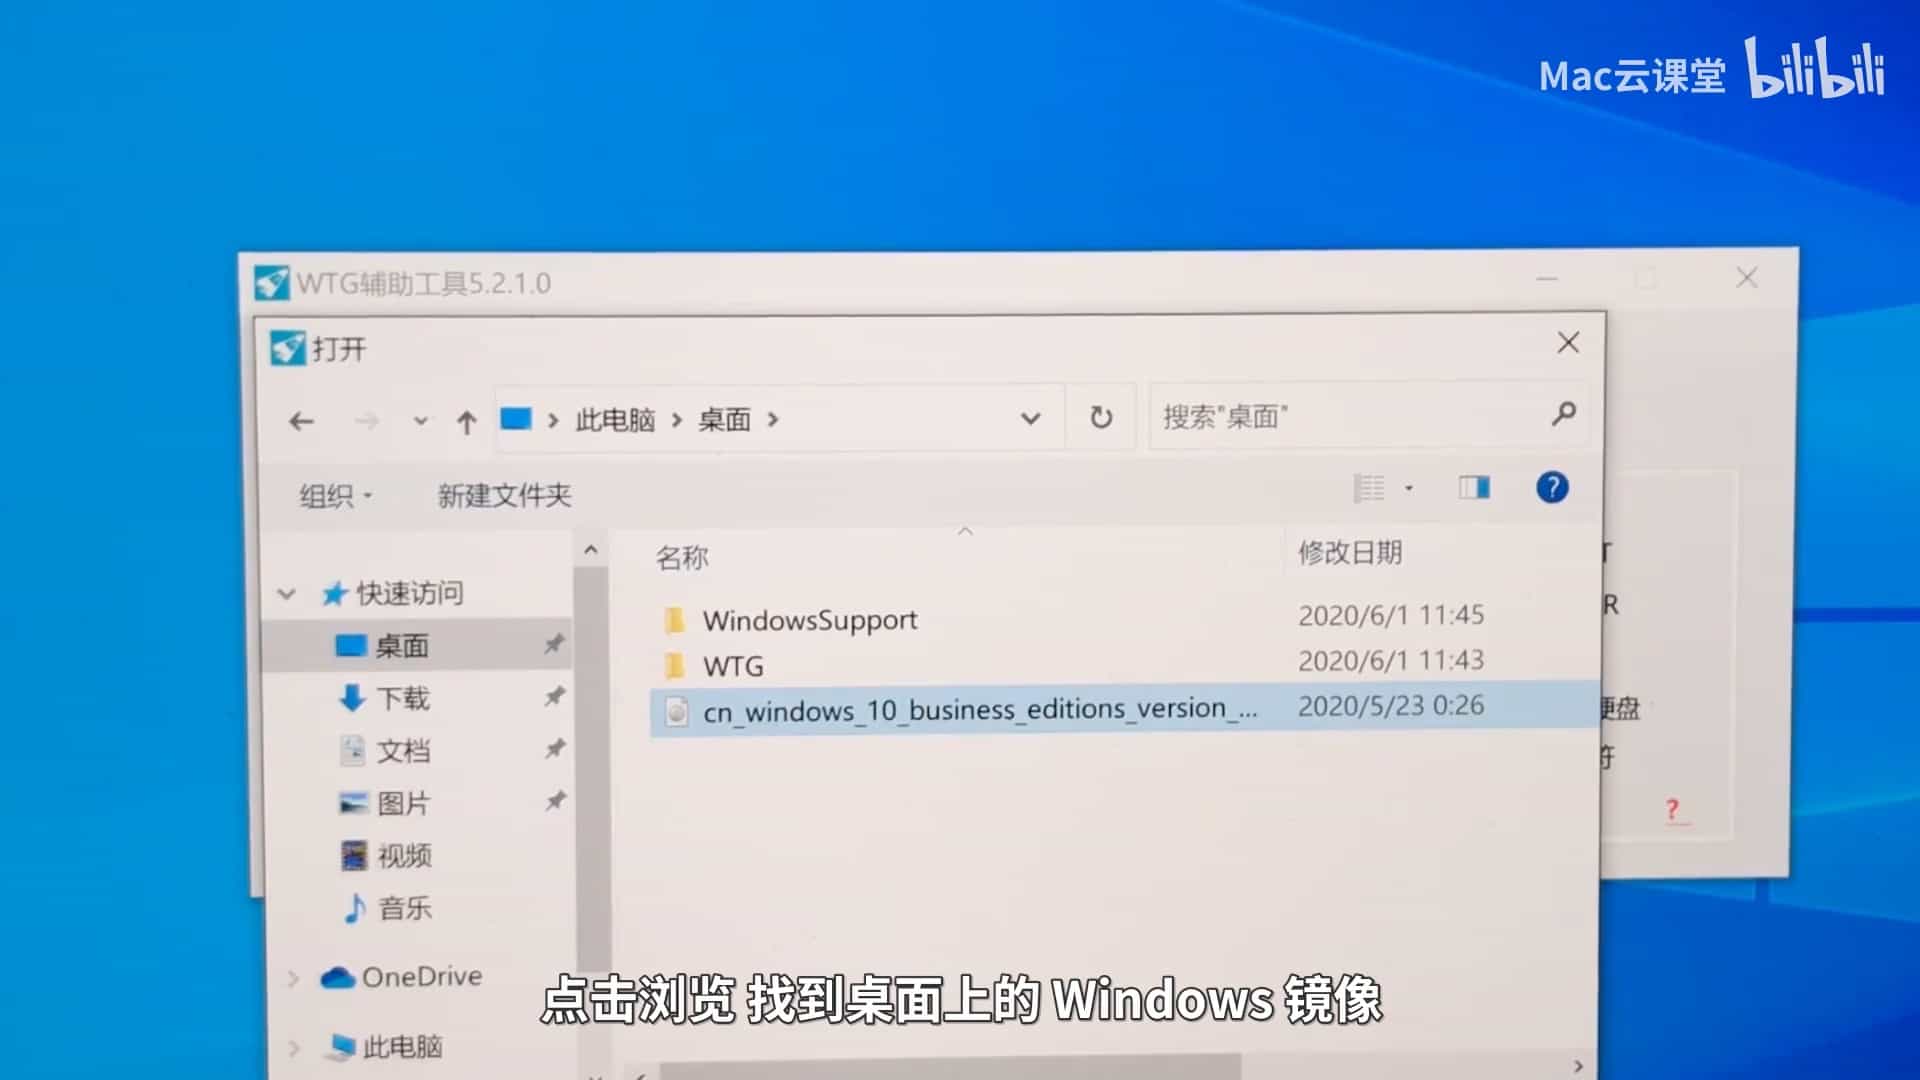 Mac云课堂 bilibili
WTG辅助工具5.2.1.0
打开
此电脑 桌面
搜索"桌面"
组织 新建文件夹
?
名称 修改日期
快速访问
桌面
下载
文档
图片
视频
音乐
OneDrive
此电脑
WindowsSupport 2020/6/1 11:45
WTG 2020/6/1 11:43
cn_windows_10_business_editions_version_... 2020/5/23 0:26
T
R
硬盘
符
?
点击浏览 找到桌面上的 Windows 镜像